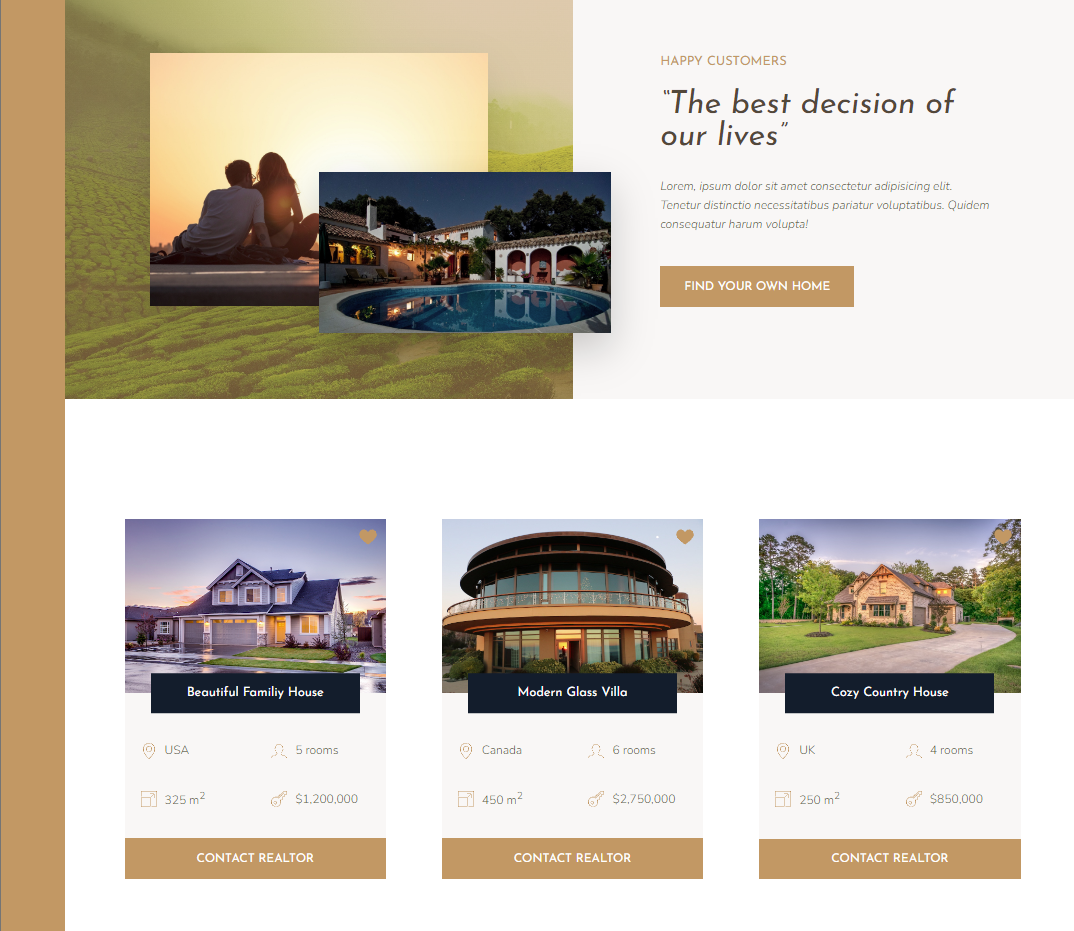 HAPPY CUSTOMERS
“The best decision of
our lives”
Lorem, ipsum dolor sit amet consectetur adipisicing elit.
Tenetur distinctio necessitatibus pariatur voluptatibus. Quidem
consequatur harum volupta!
FIND YOUR OWN HOME
Beautiful Familiy House
USA
5 rooms
325 m²
$1,200,000
CONTACT REALTOR
Modern Glass Villa
Canada
6 rooms
450 m²
$2,750,000
CONTACT REALTOR
Cozy Country House
UK
4 rooms
250 m²
$850,000
CONTACT REALTOR